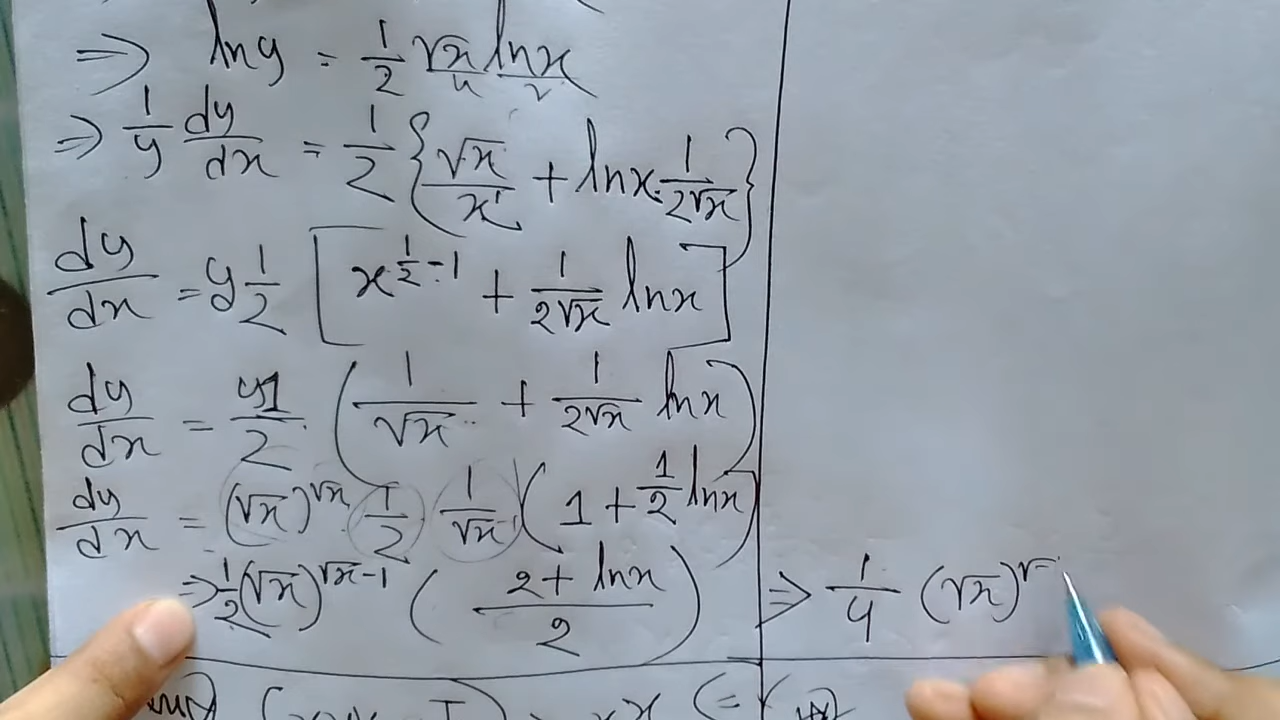 ⇒ ln y = 1/2 √x ln x
u v
⇒ 1/y dy/dx = 1/2 { √x/x + ln x · 1/(2√x) }
dy/dx = y 1/2 [ x^(1/2 - 1) + 1/(2√x) ln x ]
dy/dx = y1/2 ( 1/√x + 1/(2√x) ln x )
dy/dx = (√x)^√x 1/2 1/√x ( 1 + 1/2 ln x )
⇒ 1/2 (√x)^(√x - 1) ( (2 + ln x)/2 ) ⇒ 1/4 (√x)^√